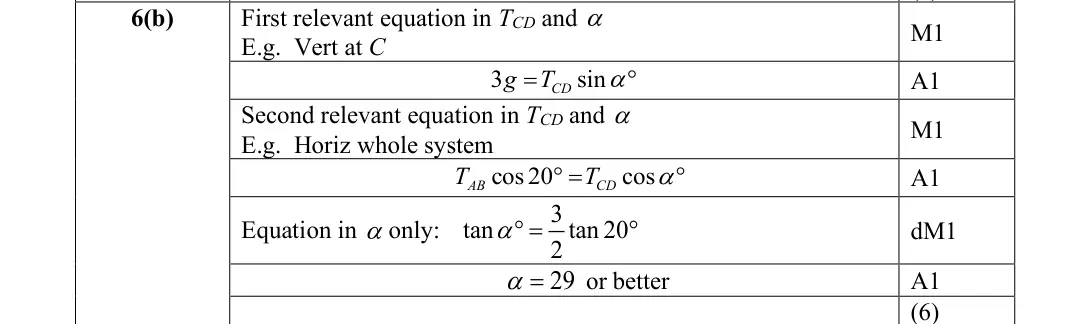 6(b) First relevant equation in T_CD and α
E.g. Vert at C M1
3g = T_CD sin α° A1
Second relevant equation in T_CD and α
E.g. Horiz whole system M1
T_AB cos 20° = T_CD cos α° A1
Equation in α only: tan α° = 3/2 tan 20° dM1
α = 29 or better A1
(6)